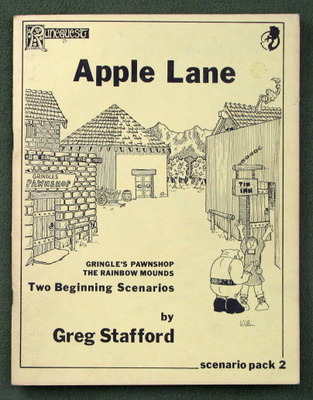 RUNEQUEST
Apple Lane
GRINGLES
PAWNSHOP
TIN
INN
GRINGLE'S PAWNSHOP
THE RAINBOW MOUNDS
Two Beginning Scenarios
by
Greg Stafford
scenario pack 2